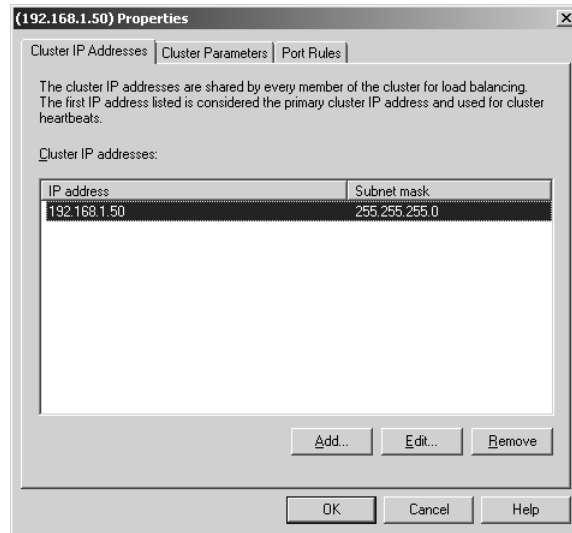 (192.168.1.50) Properties
Cluster IP Addresses Cluster Parameters Port Rules
The cluster IP addresses are shared by every member of the cluster for load balancing.
The first IP address listed is considered the primary cluster IP address and used for cluster
heartbeats.
Cluster IP addresses:
IP address Subnet mask
192.168.1.50 255.255.255.0
Add... Edit... Remove
OK Cancel Help